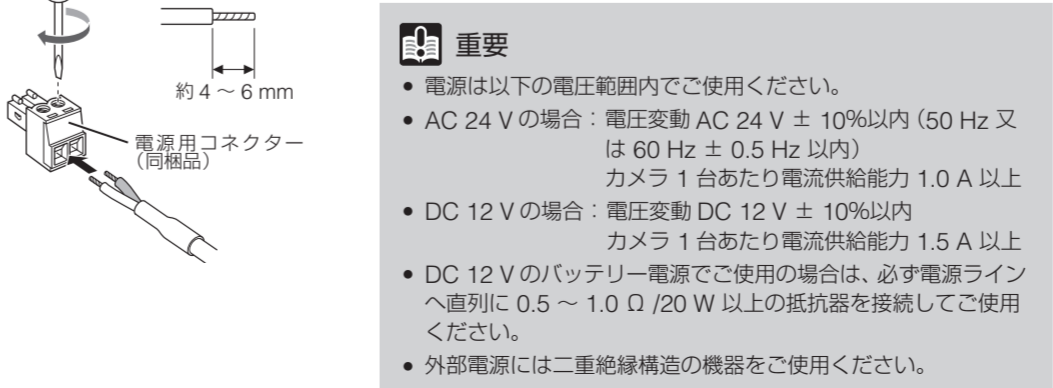 約 4 ～ 6 mm
電源用コネクター
（同梱品）
重要
• 電源は以下の電圧範囲内でご使用ください。
• AC 24 V の場合：電圧変動 AC 24 V ± 10%以内（50 Hz 又
は 60 Hz ± 0.5 Hz 以内）
カメラ 1 台あたり電流供給能力 1.0 A 以上
• DC 12 V の場合：電圧変動 DC 12 V ± 10%以内
カメラ 1 台あたり電流供給能力 1.5 A 以上
• DC 12 V のバッテリー電源でご使用の場合は、必ず電源ライン
へ直列に 0.5 ～ 1.0 Ω /20 W 以上の抵抗器を接続してご使用
ください。
• 外部電源には二重絶縁構造の機器をご使用ください。